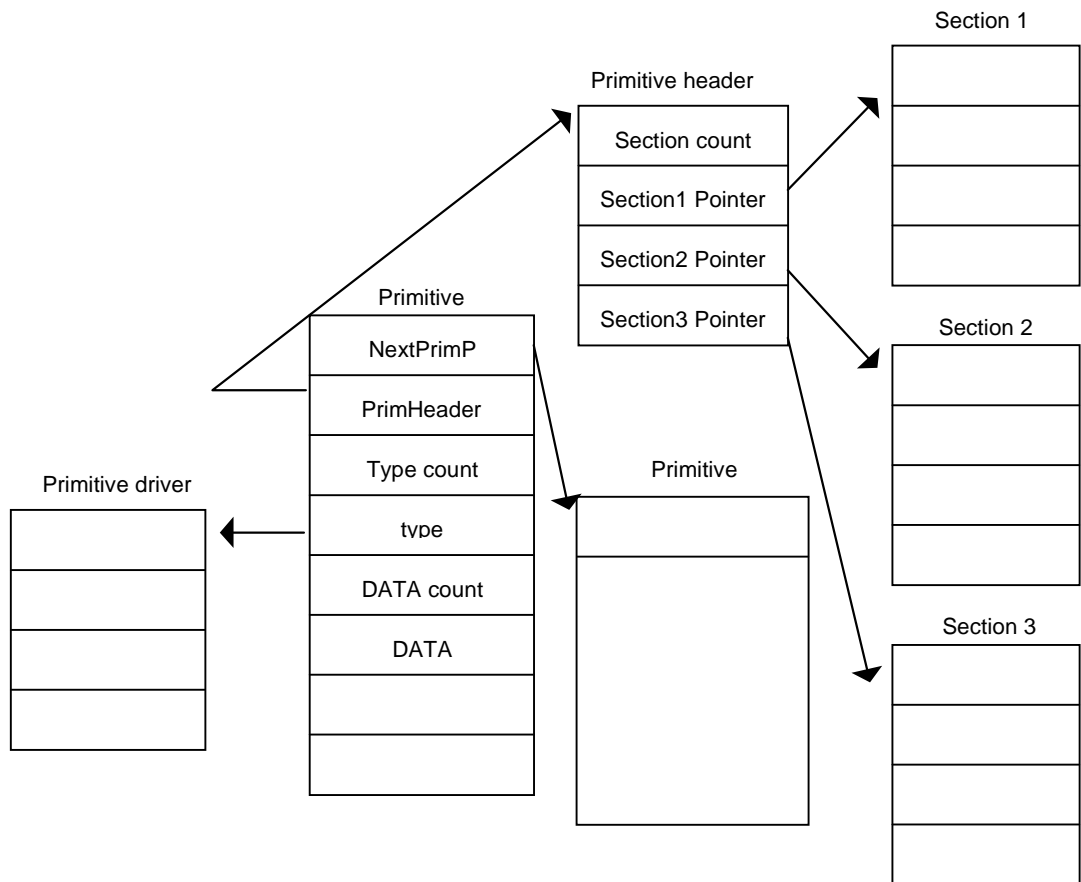 Section 1
Primitive header
Section count
Section1 Pointer
Section2 Pointer
Section3 Pointer
Primitive
NextPrimP
PrimHeader
Type count
type
DATA count
DATA
Section 2
Primitive
Primitive driver
Section 3